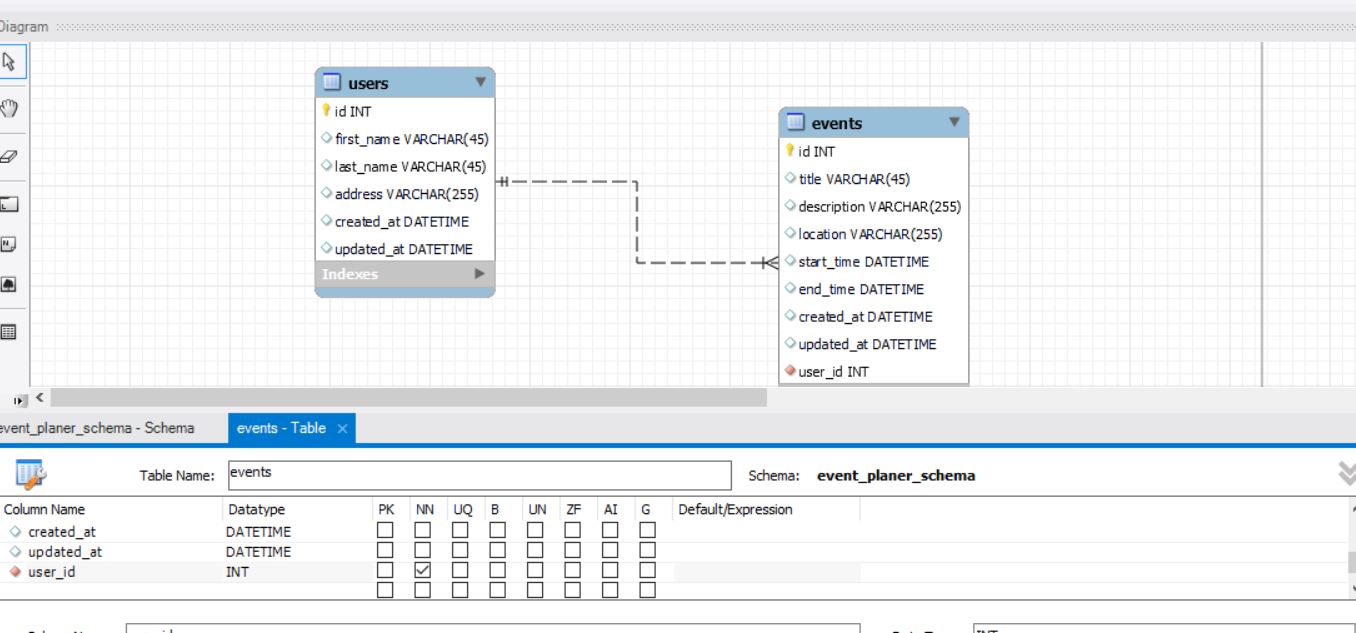 Diagram
users
id INT
first_name VARCHAR(45)
last_name VARCHAR(45)
address VARCHAR(255)
created_at DATETIME
updated_at DATETIME
Indexes
events
id INT
title VARCHAR(45)
description VARCHAR(255)
location VARCHAR(255)
start_time DATETIME
end_time DATETIME
created_at DATETIME
updated_at DATETIME
user_id INT
event_planer_schema - Schema events - Table
Table Name: events Schema: event_planer_schema
Column Name Datatype PK NN UQ B UN ZF AI G Default/Expression
created_at DATETIME
updated_at DATETIME
user_id INT